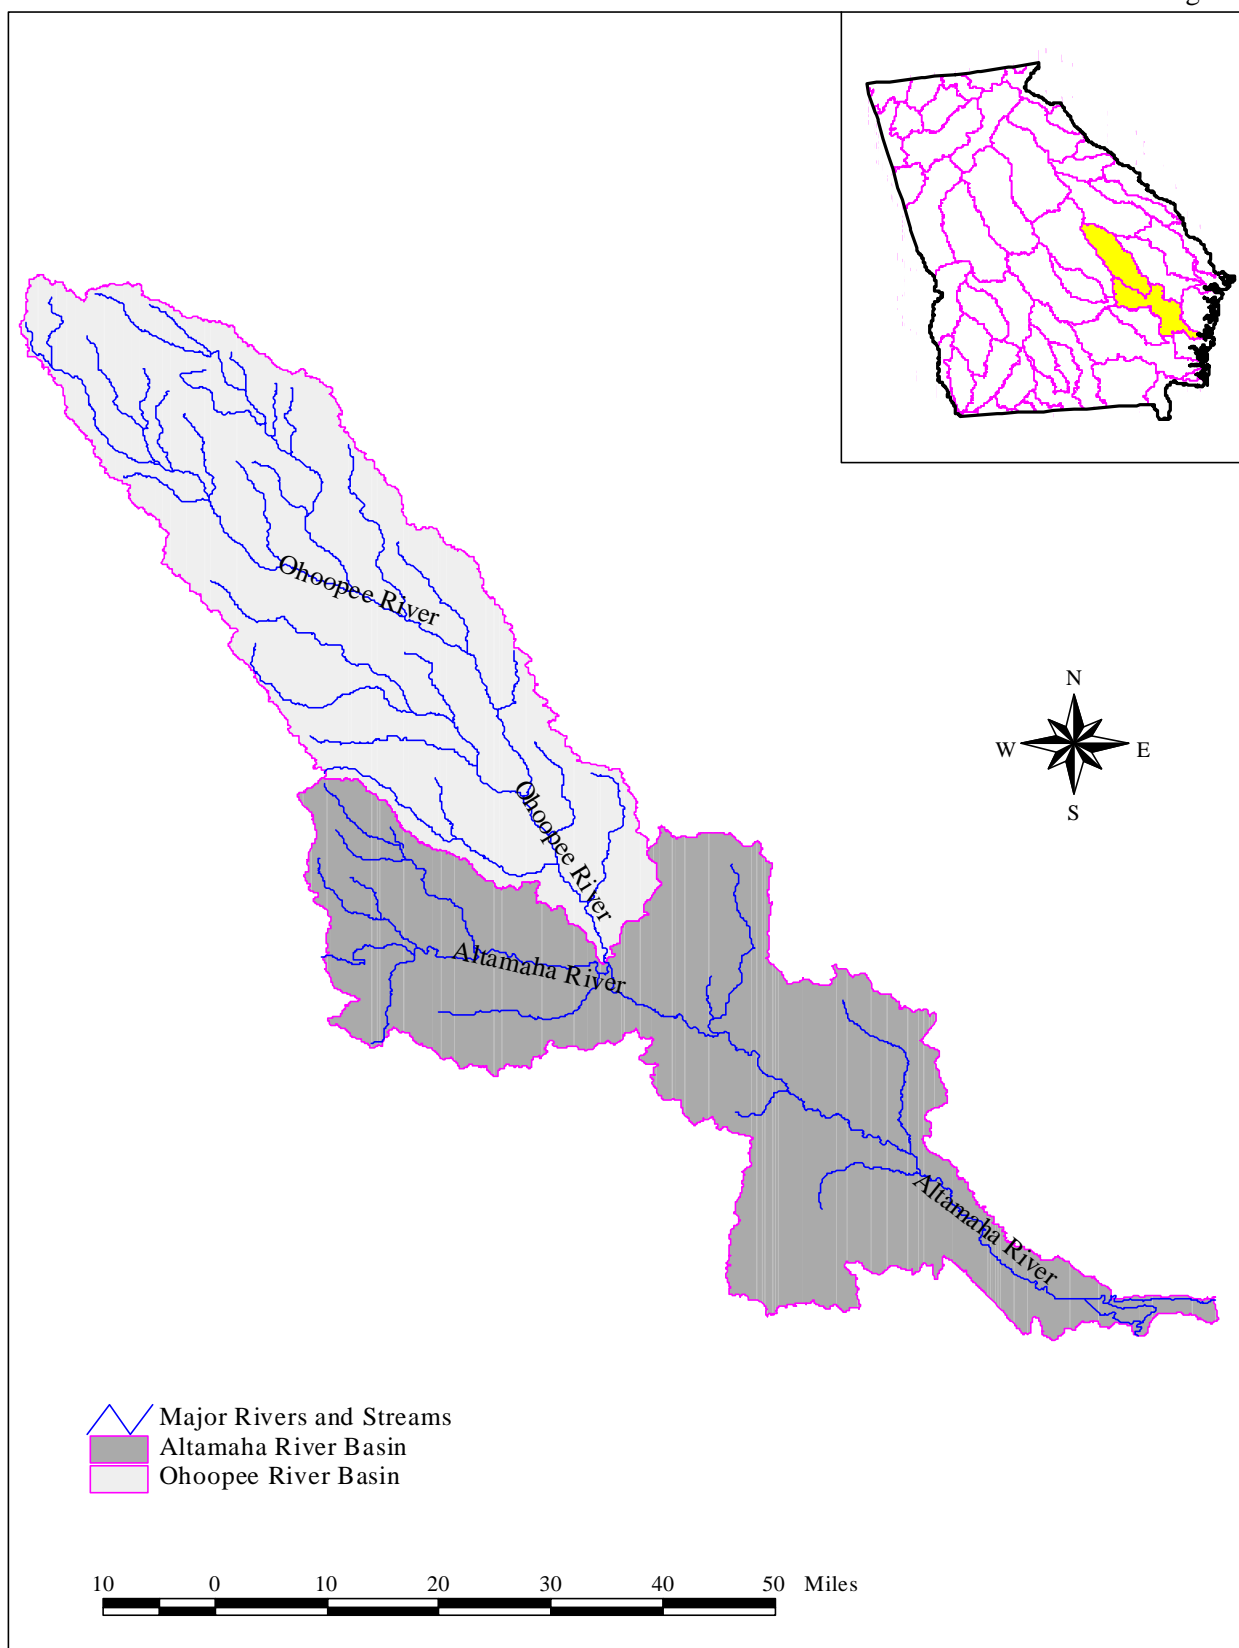 Ohoopee River
N
W E
S
Ohoopee River
Altamaha River
Altamaha River
Major Rivers and Streams
Altamaha River Basin
Ohoopee River Basin
10 0 10 20 30 40 50 Miles